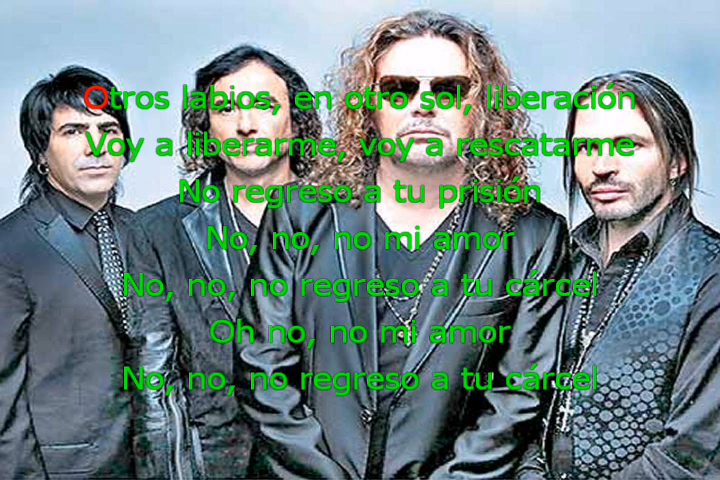 Otros labios, en otro sol, liberación
Voy a liberarme, voy a rescatarme
No regreso a tu prisión
No, no, no mi amor
No, no, no regreso a tu cárcel
Oh no, no mi amor
No, no, no regreso a tu cárcel